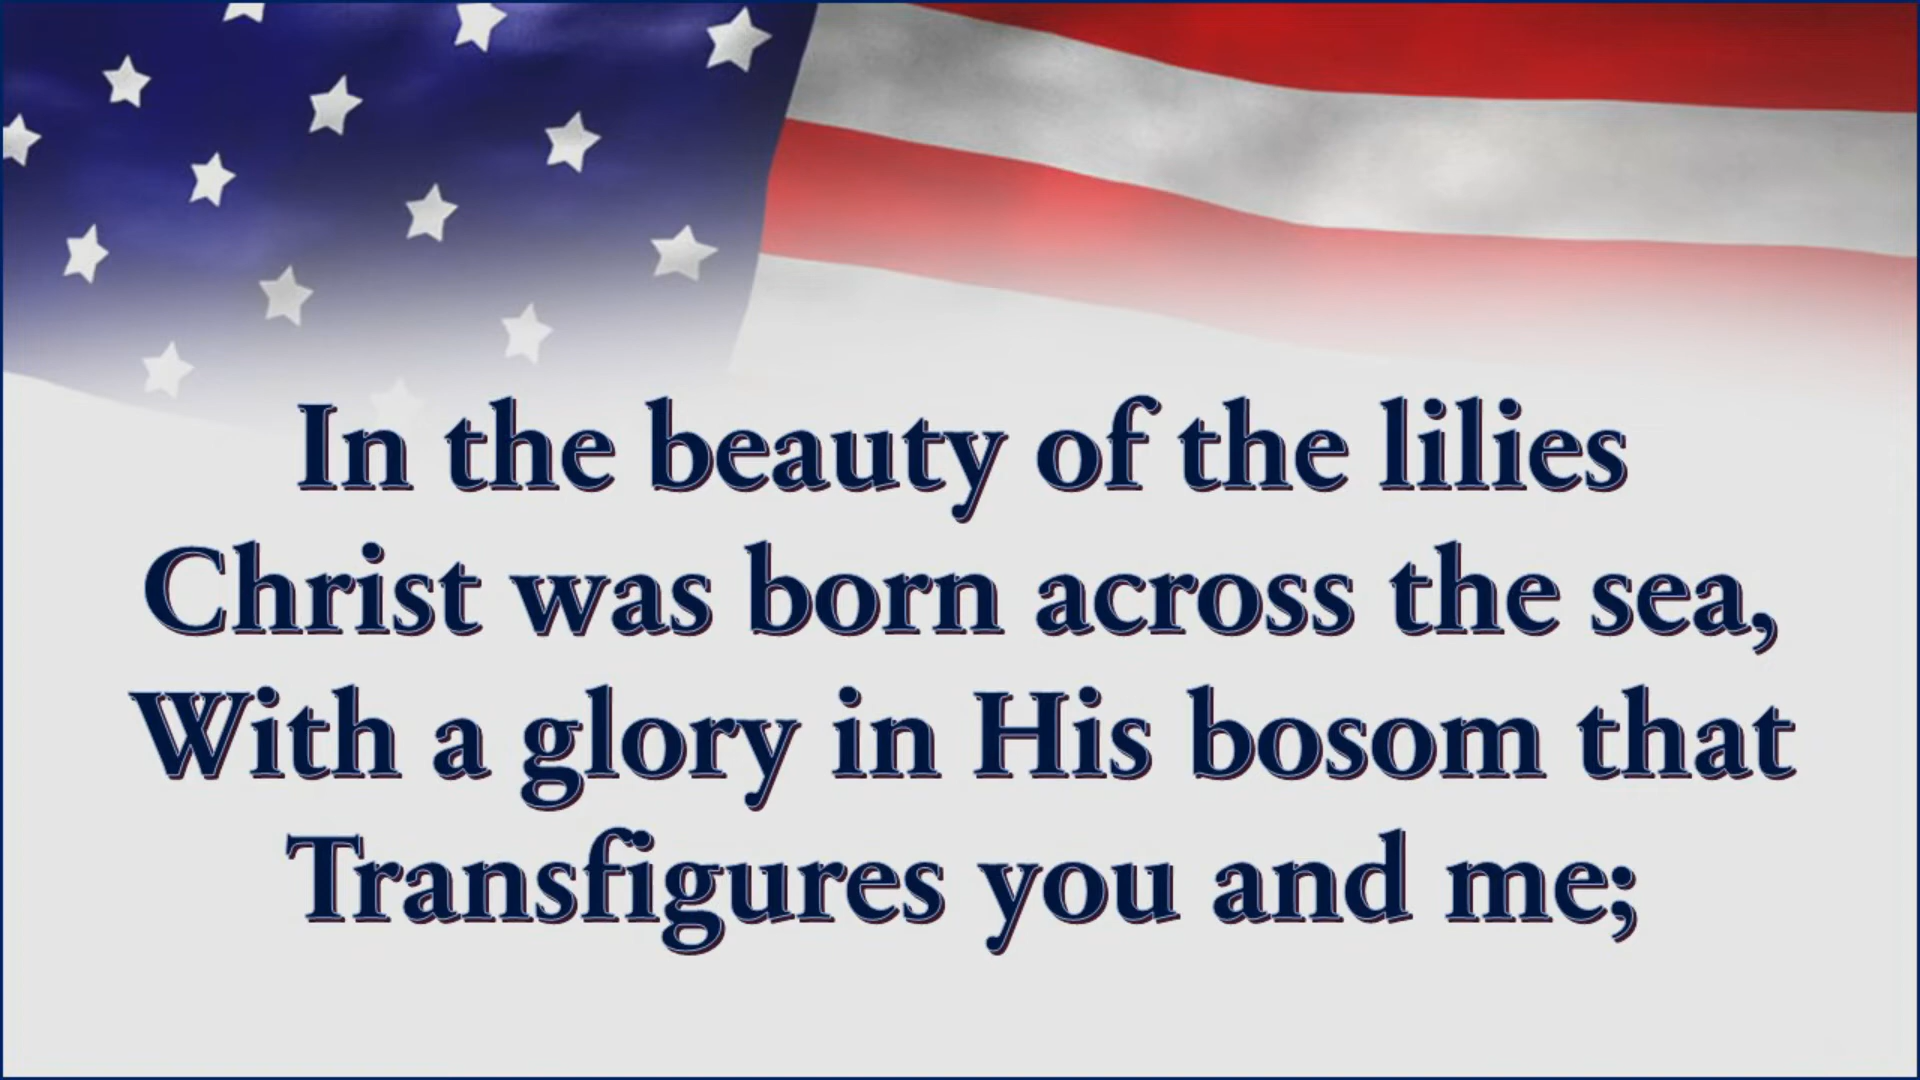 In the beauty of the lilies
Christ was born across the sea,
With a glory in His bosom that
Transfigures you and me;